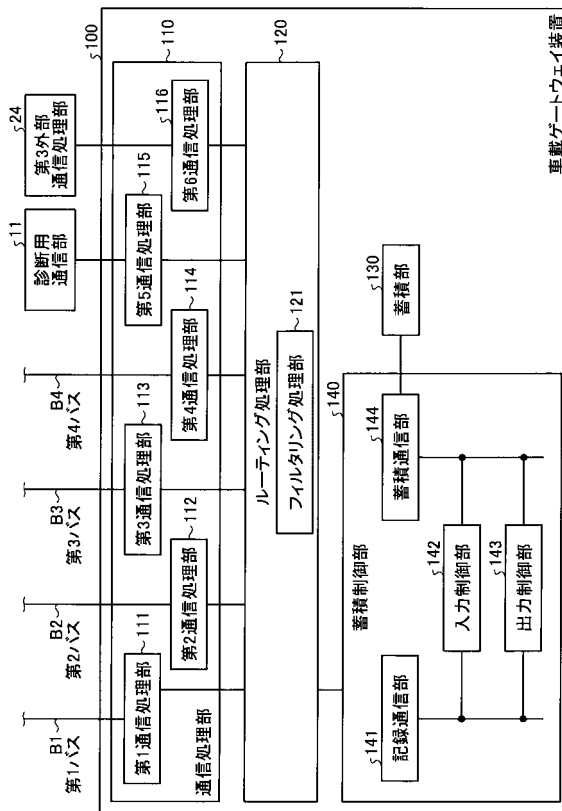 第1バス
B1
第2バス
B2
第3バス
B3
第4バス
B4
診断用
通信部
11
第3外部
通信処理部
24
100
110
第1通信処理部
111
第2通信処理部
112
第3通信処理部
113
第4通信処理部
114
第5通信処理部
115
第6通信処理部
116
通信処理部
120
ルーティング処理部
フィルタリング処理部
121
140
蓄積制御部
141
記録通信部
142
入力制御部
143
出力制御部
144
蓄積通信部
130
蓄積部
車載ゲートウェイ装置